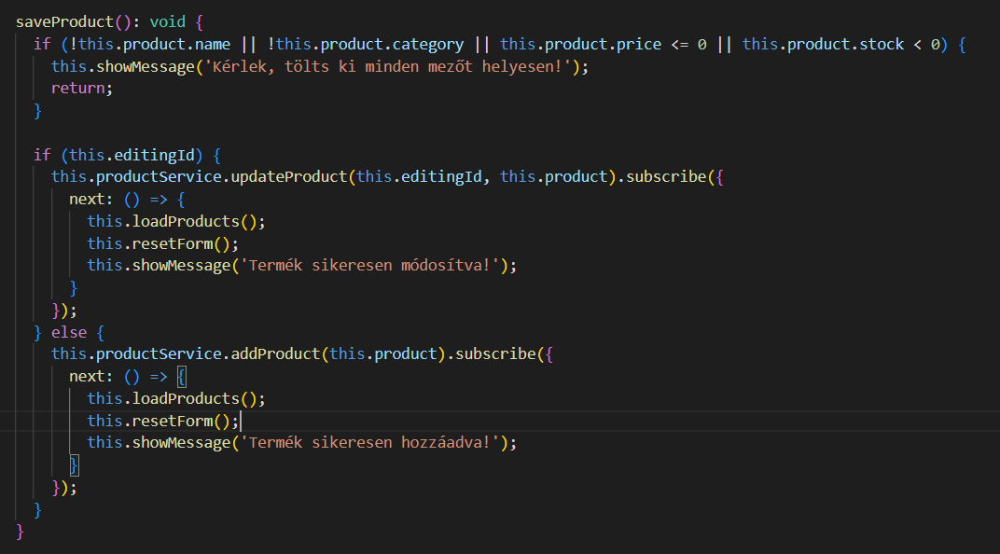 saveProduct(): void {
  if (!this.product.name || !this.product.category || this.product.price <= 0 || this.product.stock < 0) {
    this.showMessage('Kérlek, tölts ki minden mezőt helyesen!');
    return;
  }

  if (this.editingId) {
    this.productService.updateProduct(this.editingId, this.product).subscribe({
      next: () => {
        this.loadProducts();
        this.resetForm();
        this.showMessage('Termék sikeresen módosítva!');
      }
    });
  } else {
    this.productService.addProduct(this.product).subscribe({
      next: () => {
        this.loadProducts();
        this.resetForm();
        this.showMessage('Termék sikeresen hozzáadva!');
      }
    });
  }
}